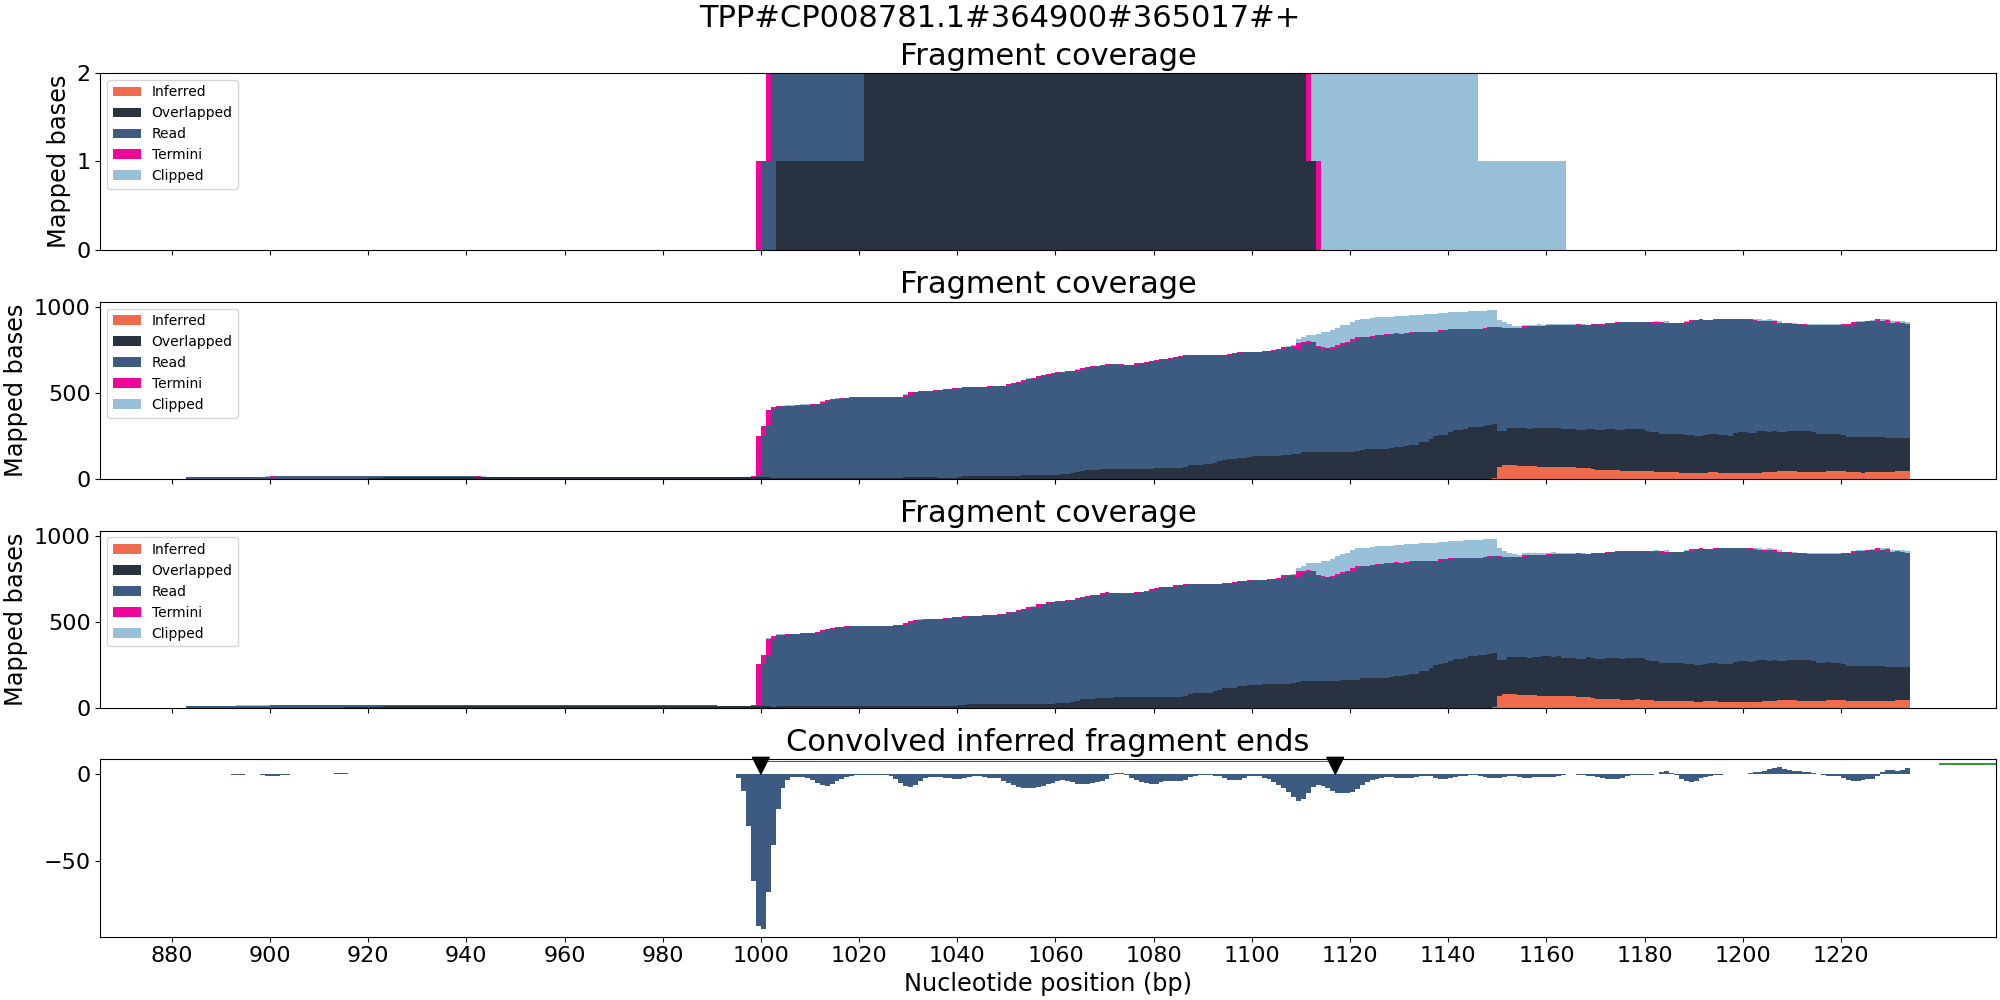 TPP#CP008781.1#364900#365017#+
Fragment coverage
Mapped bases
2
1
0
Inferred
Overlapped
Read
Termini
Clipped
Fragment coverage
Mapped bases
1000
500
0
Inferred
Overlapped
Read
Termini
Clipped
Fragment coverage
Mapped bases
1000
500
0
Inferred
Overlapped
Read
Termini
Clipped
Convolved inferred fragment ends
0
−50
880 900 920 940 960 980 1000 1020 1040 1060 1080 1100 1120 1140 1160 1180 1200 1220
Nucleotide position (bp)